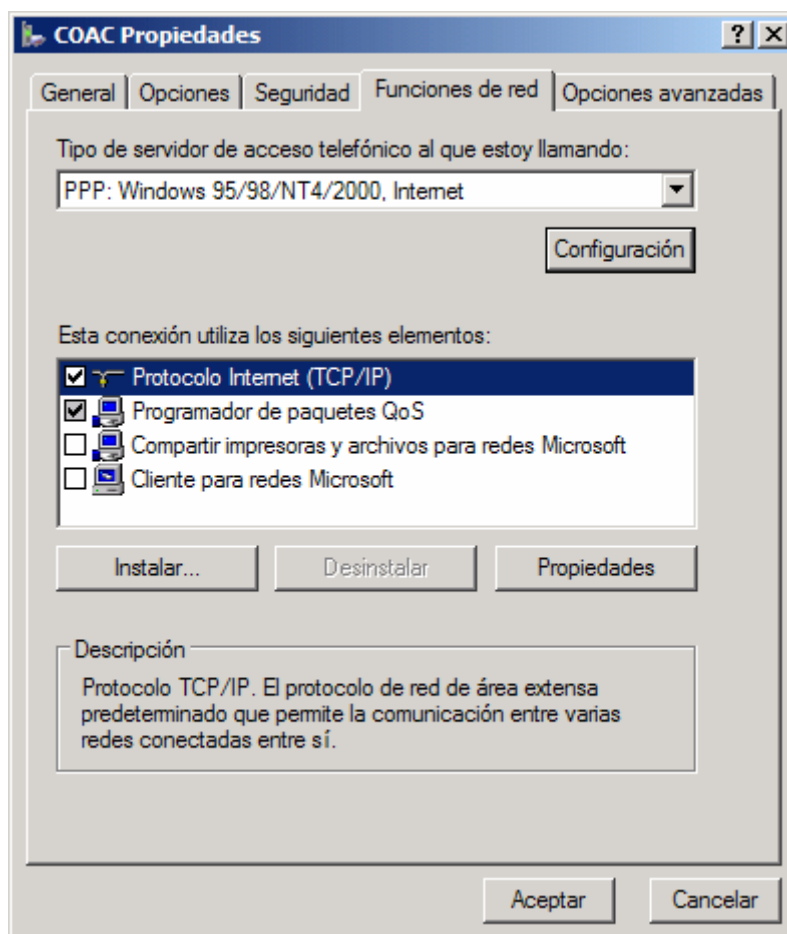 COAC Propiedades
General Opciones Seguridad Funciones de red Opciones avanzadas
Tipo de servidor de acceso telefónico al que estoy llamando:
PPP: Windows 95/98/NT4/2000, Internet
Configuración
Esta conexión utiliza los siguientes elementos:
Protocolo Internet (TCP/IP)
Programador de paquetes QoS
Compartir impresoras y archivos para redes Microsoft
Cliente para redes Microsoft
Instalar... Desinstalar Propiedades
Descripción
Protocolo TCP/IP. El protocolo de red de área extensa
predeterminado que permite la comunicación entre varias
redes conectadas entre sí.
Aceptar Cancelar